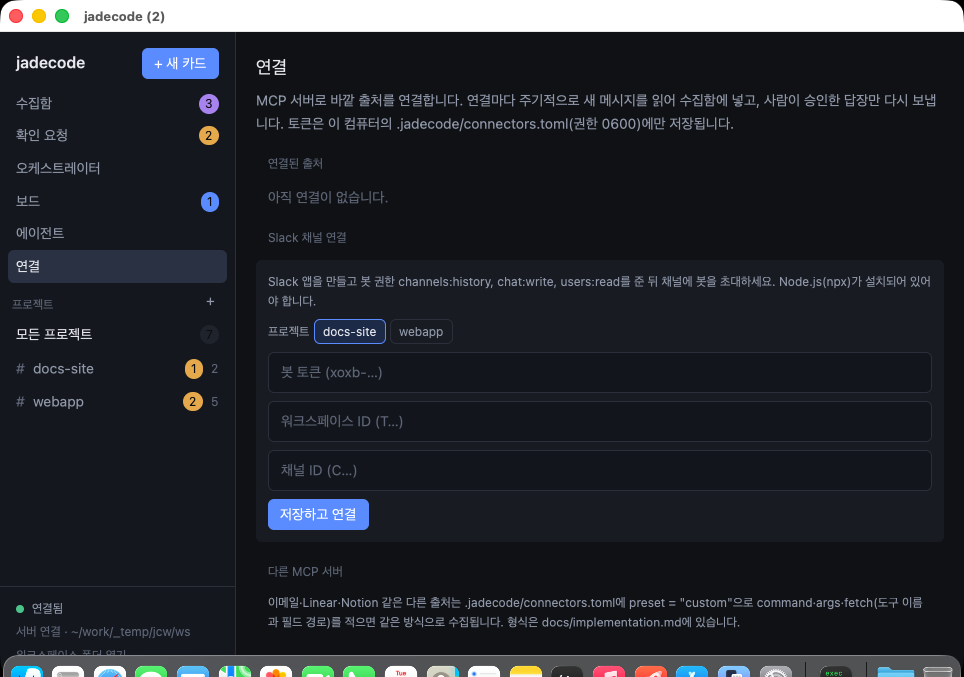 jadecode (2)
jadecode
+ 새 카드
수집함
3
확인 요청
2
오케스트레이터
보드
1
에이전트
연결
프로젝트
+
모든 프로젝트
7
# docs-site
1
2
# webapp
2
5
연결됨
서버 연결 · ~/work/_temp/jcw/ws
워크스페이스 폴더 열기
연결
MCP 서버로 바깥 출처를 연결합니다. 연결마다 주기적으로 새 메시지를 읽어 수집함에 넣고, 사람이 승인한 답장만 다시 보냅
니다. 토큰은 이 컴퓨터의 .jadecode/connectors.toml(권한 0600)에만 저장됩니다.
연결된 출처
아직 연결이 없습니다.
Slack 채널 연결
Slack 앱을 만들고 봇 권한 channels:history, chat:write, users:read를 준 뒤 채널에 봇을 초대하세요. Node.js(npx)가 설치되어 있어
야 합니다.
프로젝트 docs-site webapp
봇 토큰 (xoxb-...)
워크스페이스 ID (T...)
채널 ID (C...)
저장하고 연결
다른 MCP 서버
이메일·Linear·Notion 같은 다른 출처는 .jadecode/connectors.toml에 preset = "custom"으로 command·args·fetch(도구 이름
과 필드 경로)를 적으면 같은 방식으로 수집됩니다. 형식은 docs/implementation.md에 있습니다.
Tue
exec